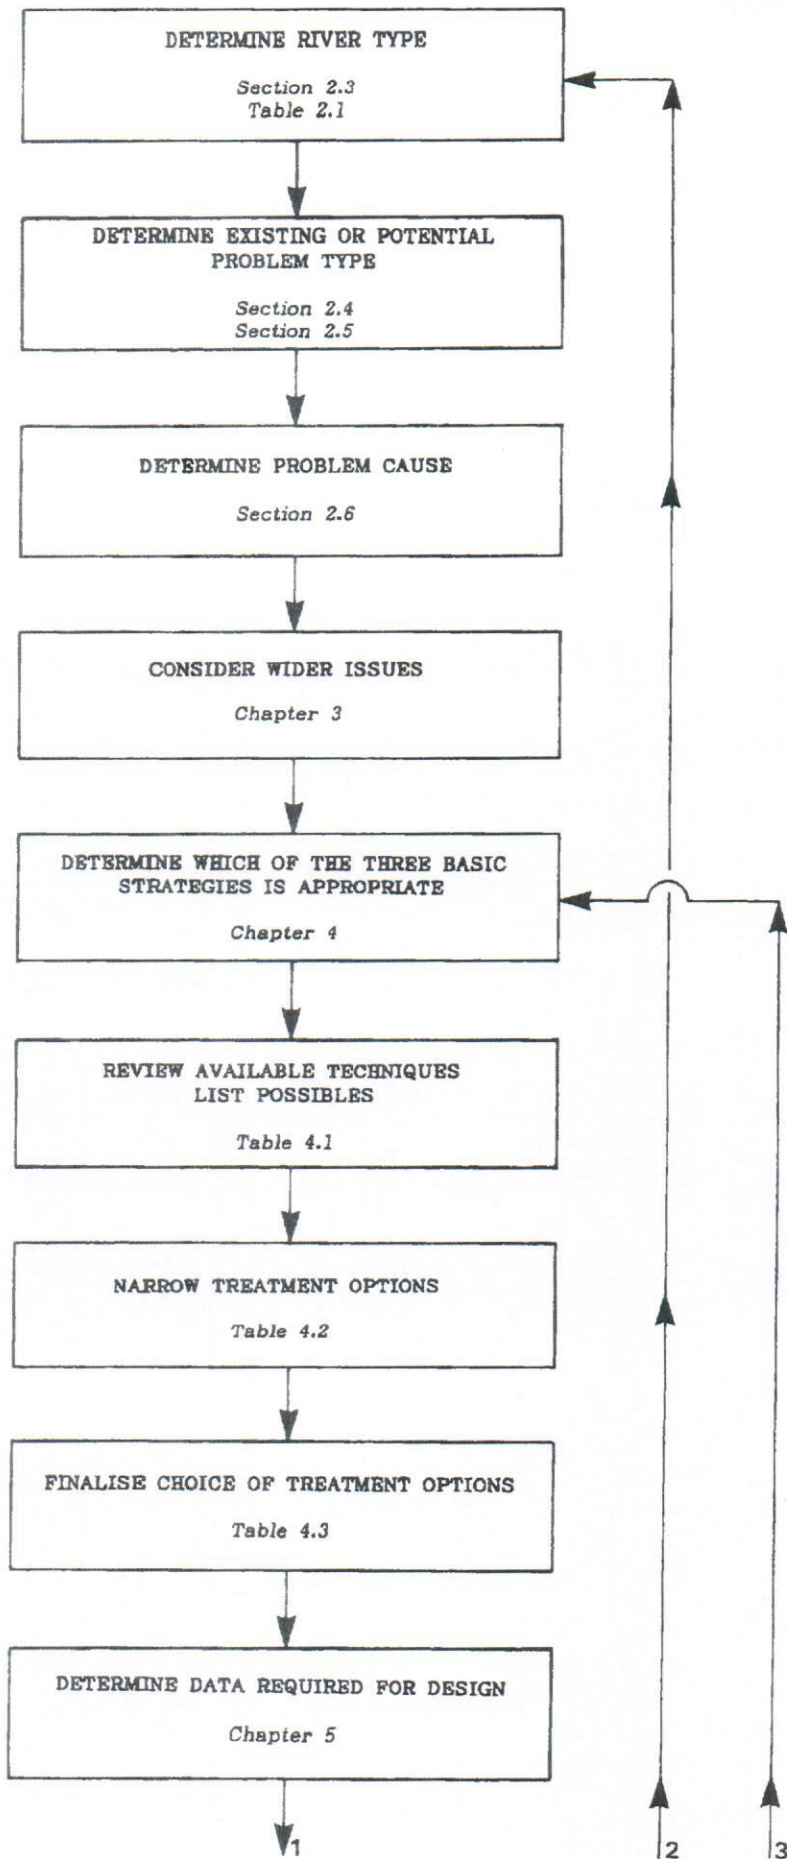 DETERMINE RIVER TYPE
Section 2.3
Table 2.1
DETERMINE EXISTING OR POTENTIAL
PROBLEM TYPE
Section 2.4
Section 2.5
DETERMINE PROBLEM CAUSE
Section 2.6
CONSIDER WIDER ISSUES
Chapter 3
DETERMINE WHICH OF THE THREE BASIC
STRATEGIES IS APPROPRIATE
Chapter 4
REVIEW AVAILABLE TECHNIQUES
LIST POSSIBLES
Table 4.1
NARROW TREATMENT OPTIONS
Table 4.2
FINALISE CHOICE OF TREATMENT OPTIONS
Table 4.3
DETERMINE DATA REQUIRED FOR DESIGN
Chapter 5
1
2
3